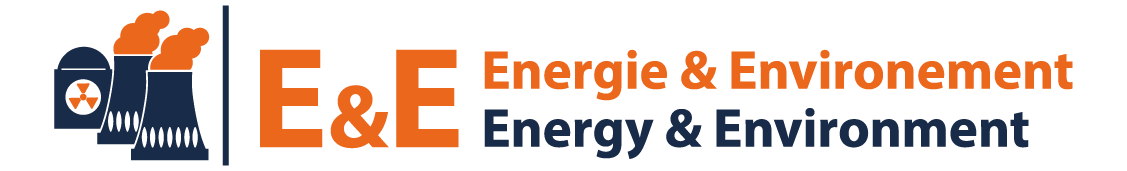 E&E
Energie & Environement
Energy & Environment